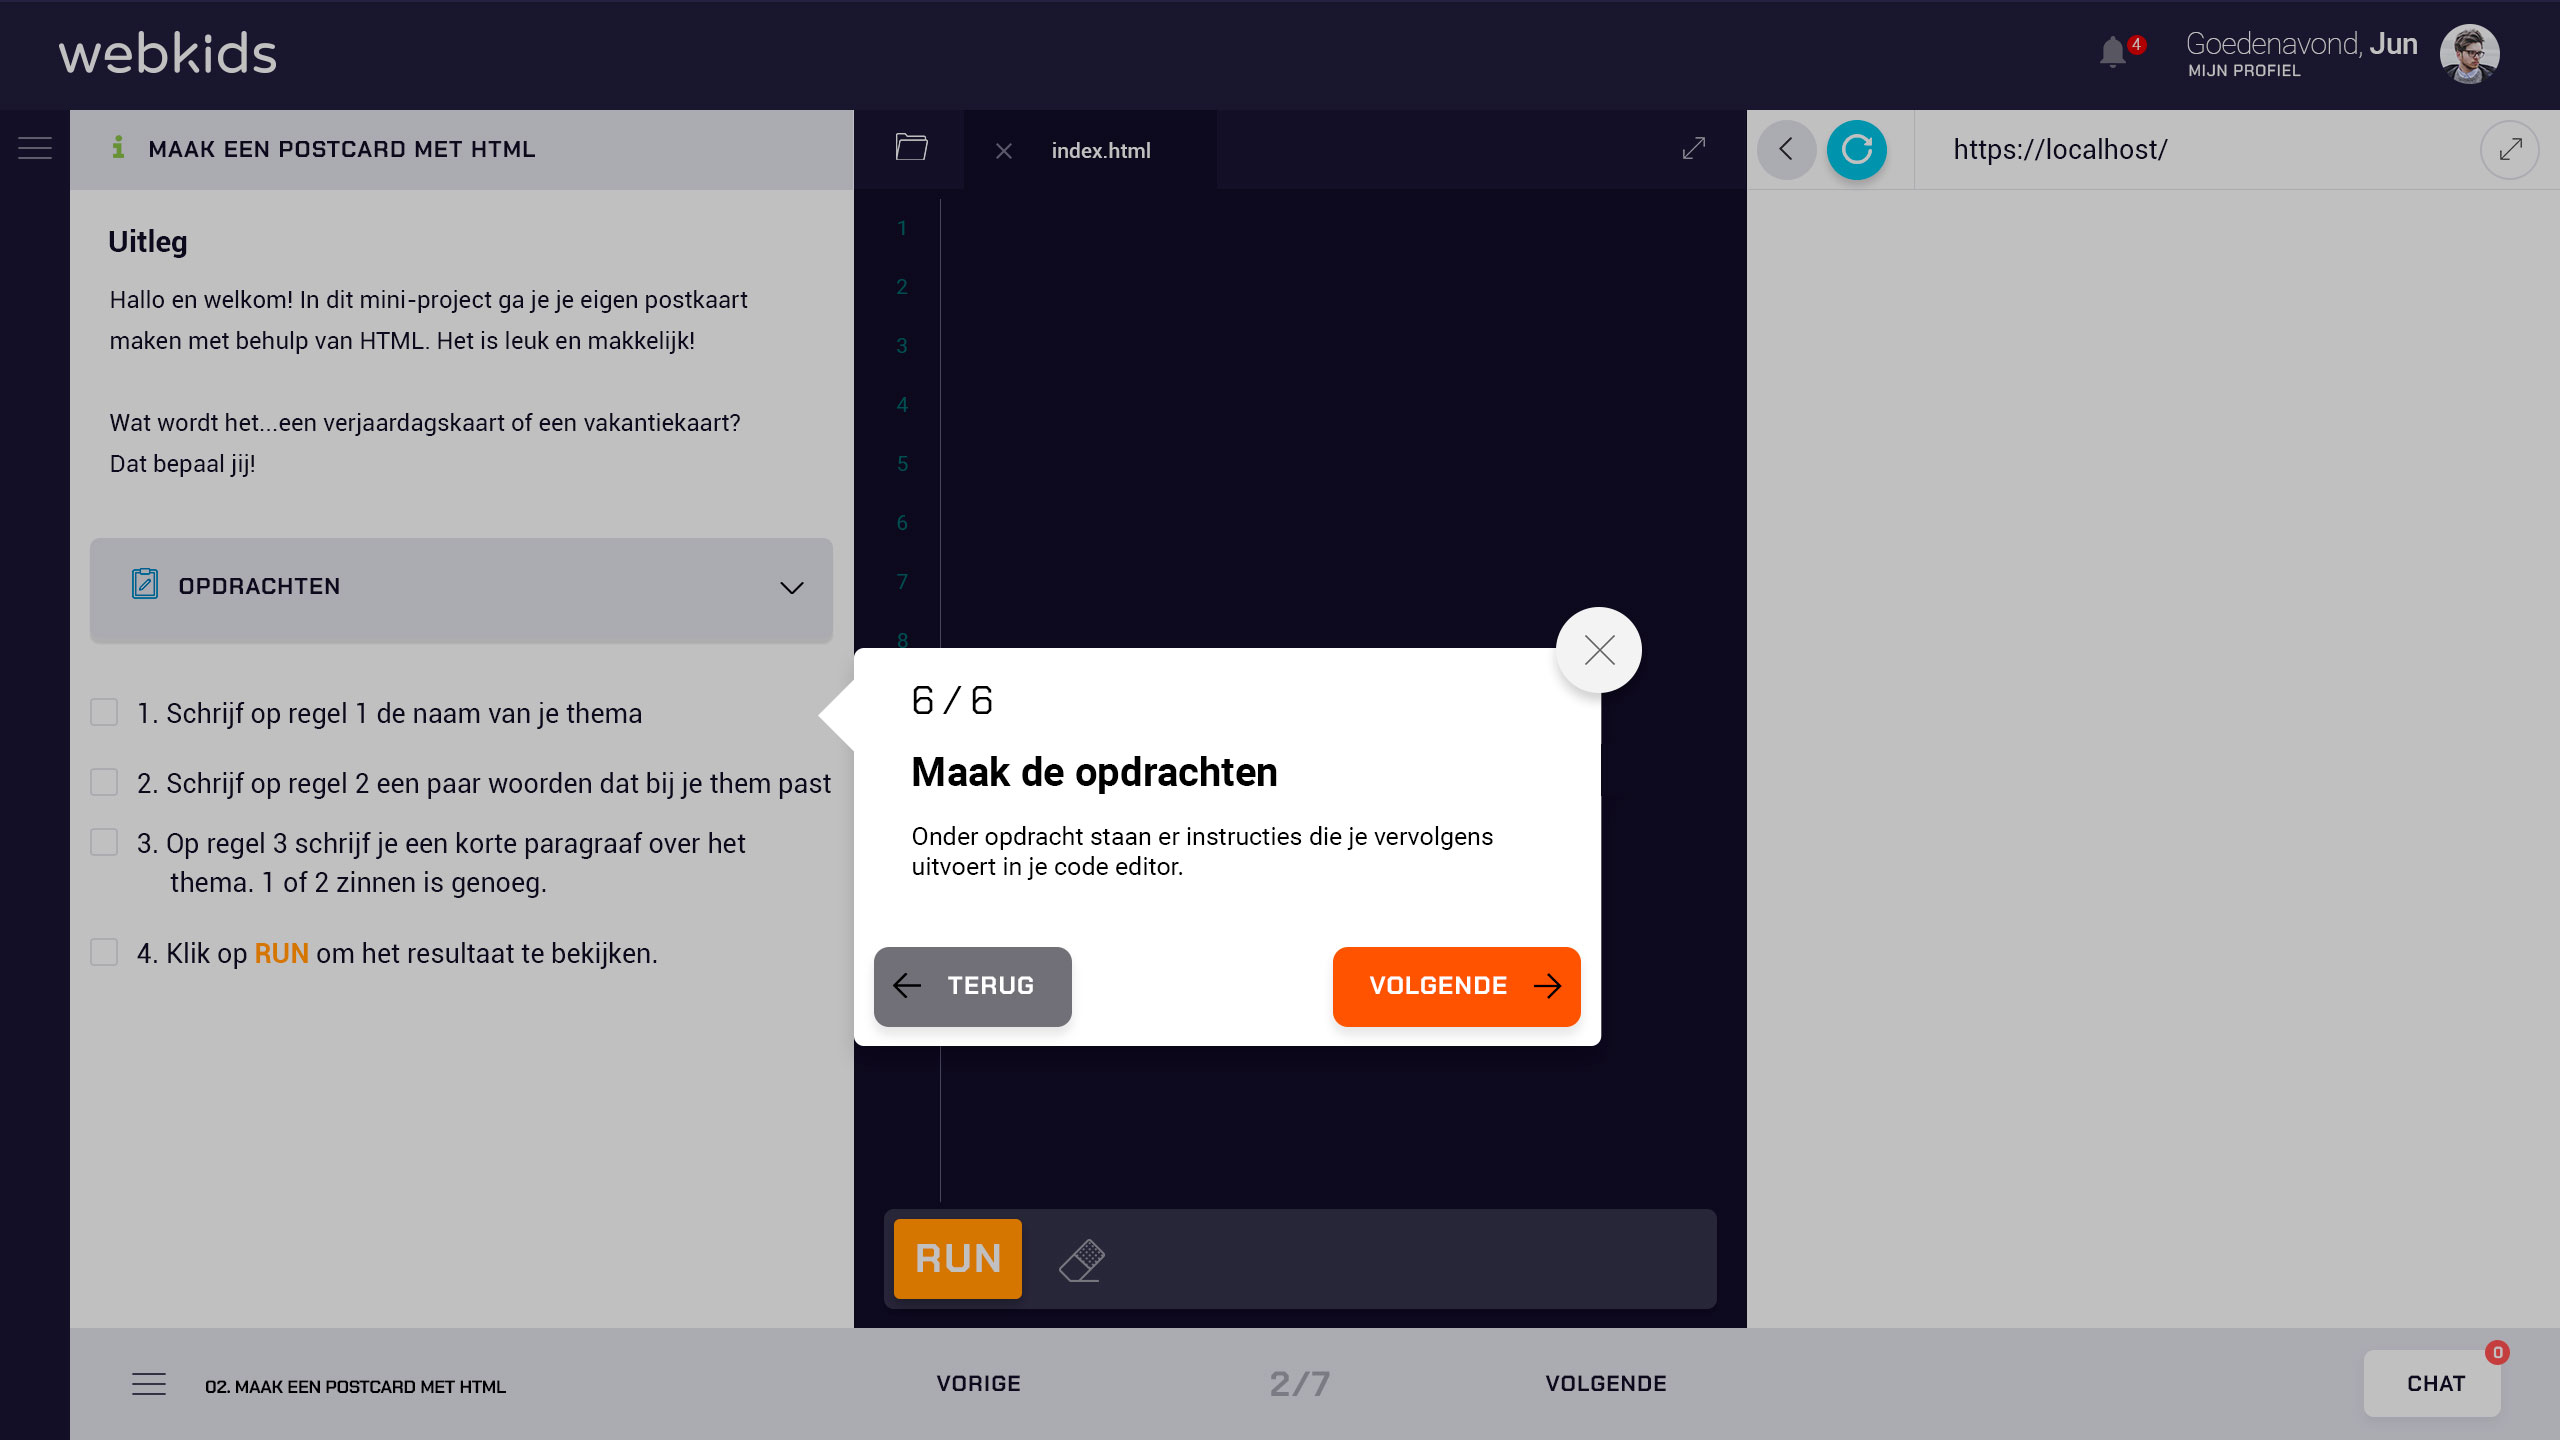 webkids
4
Goedenavond, Jun
MIJN PROFIEL
MAAK EEN POSTCARD MET HTML
index.html
https://localhost/
Uitleg
Hallo en welkom! In dit mini-project ga je je eigen postkaart
maken met behulp van HTML. Het is leuk en makkelijk!
Wat wordt het...een verjaardagskaart of een vakantiekaart?
Dat bepaal jij!
OPDRACHTEN
1. Schrijf op regel 1 de naam van je thema
2. Schrijf op regel 2 een paar woorden dat bij je them past
3. Op regel 3 schrijf je een korte paragraaf over het
thema. 1 of 2 zinnen is genoeg.
4. Klik op RUN om het resultaat te bekijken.
1
2
3
4
5
6
7
8
6 / 6
Maak de opdrachten
Onder opdracht staan er instructies die je vervolgens
uitvoert in je code editor.
TERUG
VOLGENDE
RUN
02. MAAK EEN POSTCARD MET HTML
VORIGE
2/7
VOLGENDE
CHAT
0